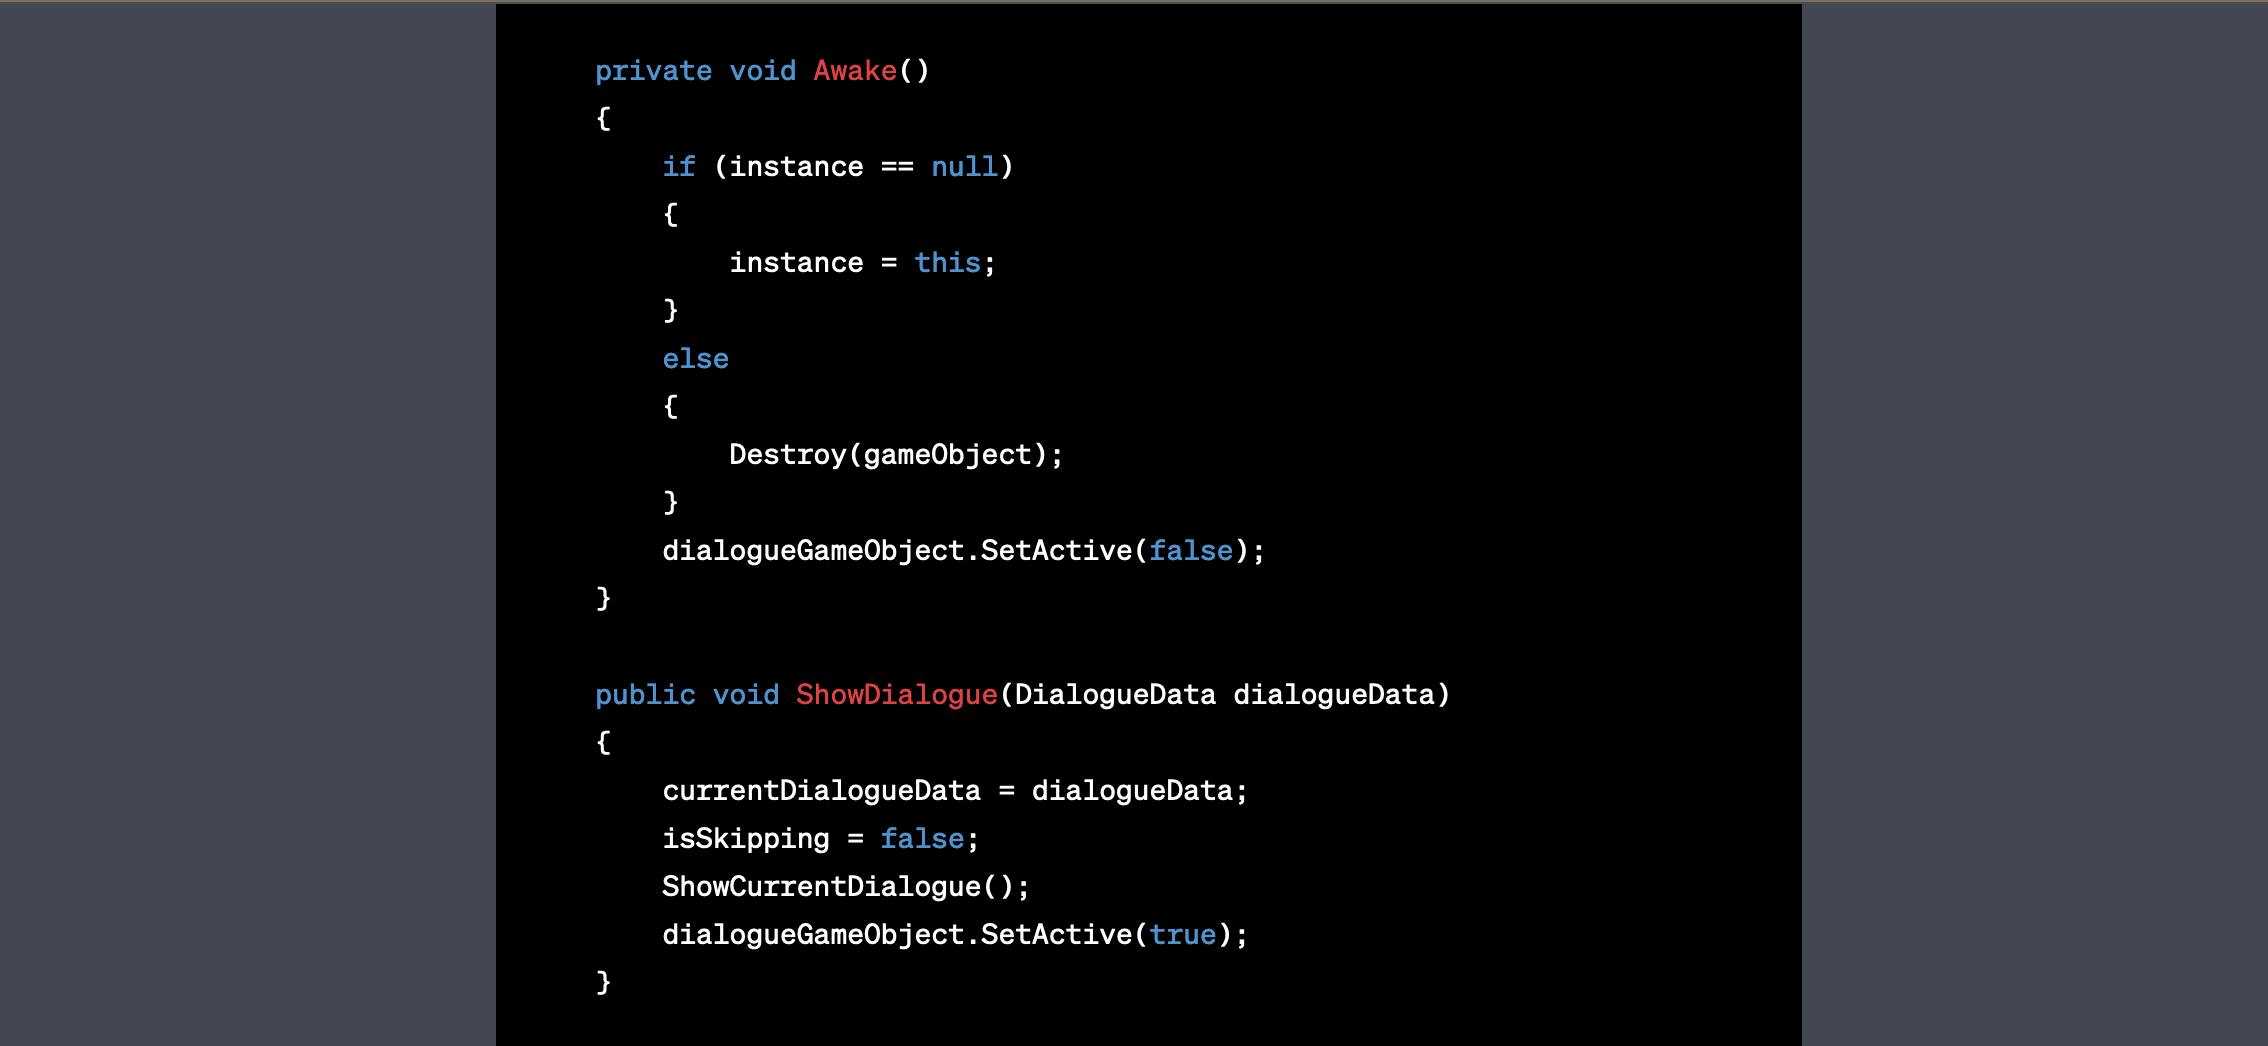 private void Awake()
{
if (instance == null)
{
instance = this;
}
else
{
Destroy(gameObject);
}
dialogueGameObject.SetActive(false);
}
public void ShowDialogue(DialogueData dialogueData)
{
currentDialogueData = dialogueData;
isSkipping = false;
ShowCurrentDialogue();
dialogueGameObject.SetActive(true);
}